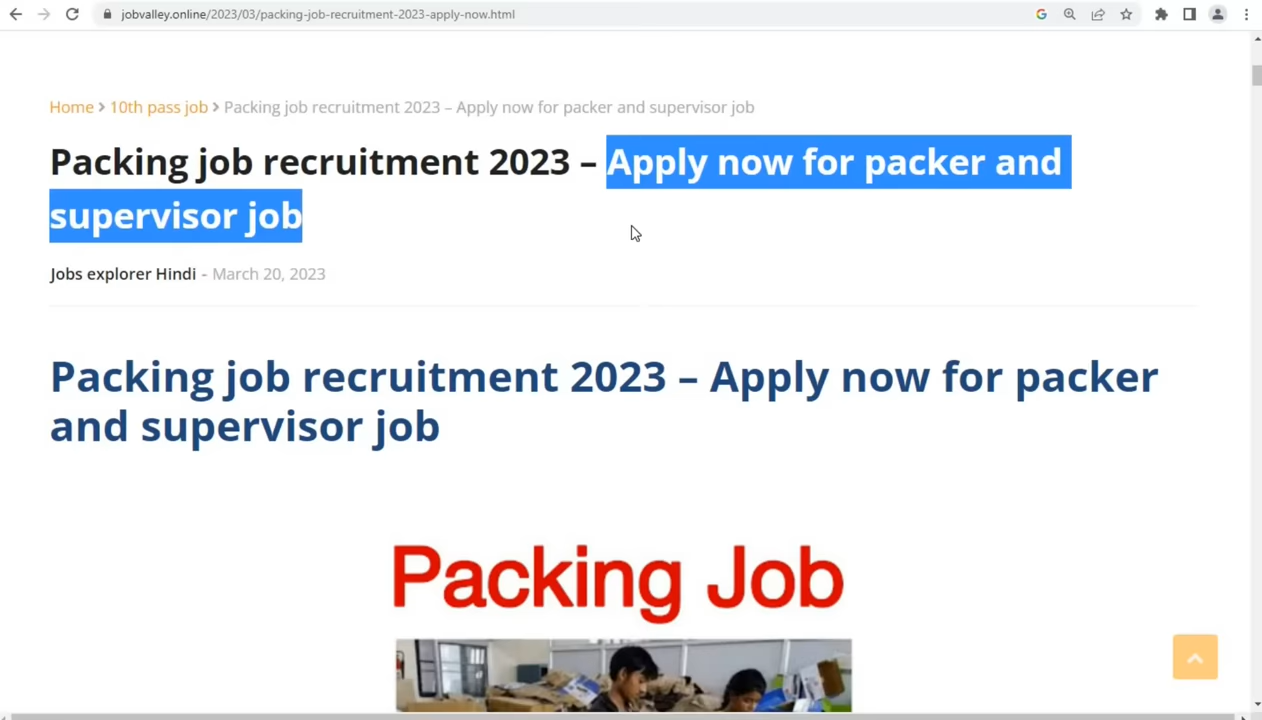 jobvalley.online/2023/03/packing-job-recruitment-2023-apply-now.html
Home > 10th pass job > Packing job recruitment 2023 – Apply now for packer and supervisor job
Packing job recruitment 2023 – Apply now for packer and
supervisor job
Jobs explorer Hindi - March 20, 2023
Packing job recruitment 2023 – Apply now for packer
and supervisor job
Packing Job